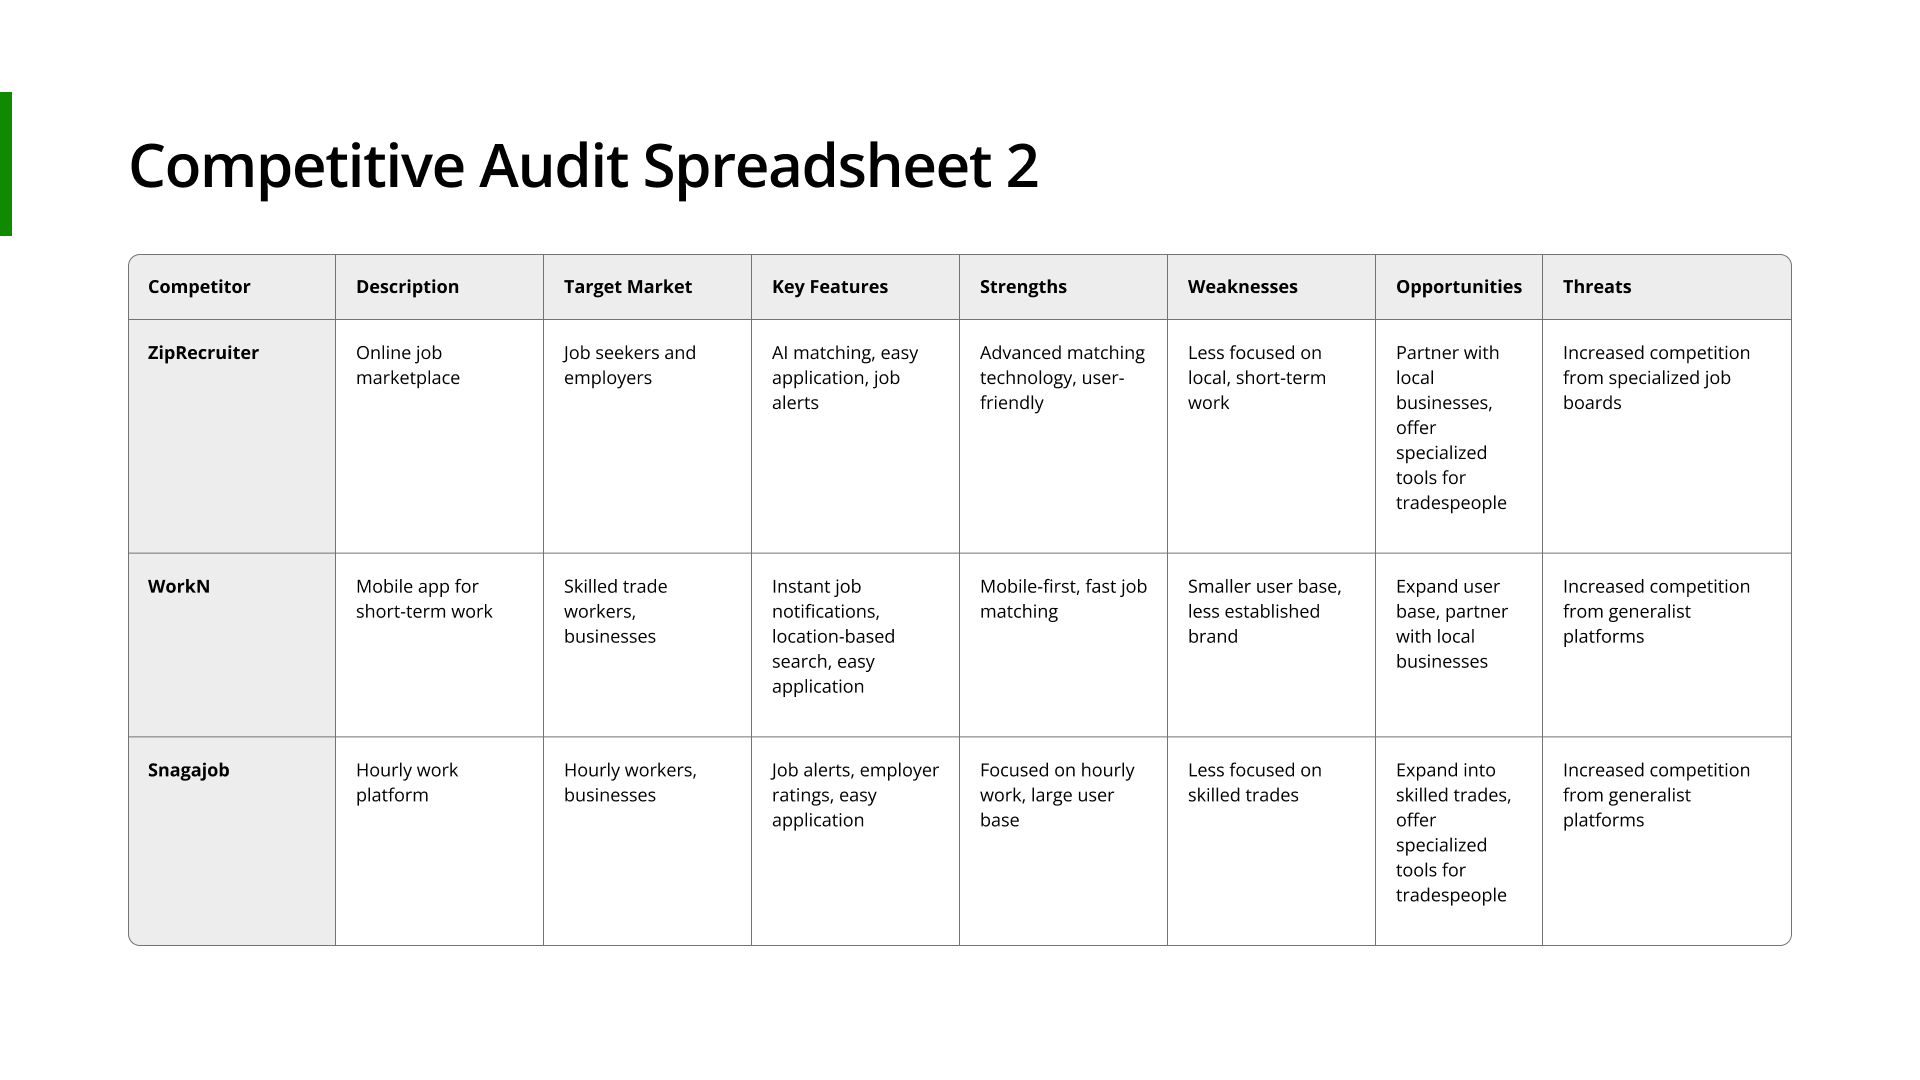 Competitive Audit Spreadsheet 2
Competitor
Description
Target Market
Key Features
Strengths
Weaknesses
Opportunities
Threats
ZipRecruiter
Online job
marketplace
Job seekers and
employers
AI matching, easy
application, job
alerts
Advanced matching
technology, user-
friendly
Less focused on
local, short-term
work
Partner with
local
businesses,
offer
specialized
tools for
tradespeople
Increased competition
from specialized job
boards
WorkN
Mobile app for
short-term work
Skilled trade
workers,
businesses
Instant job
notifications,
location-based
search, easy
application
Mobile-first, fast job
matching
Smaller user base,
less established
brand
Expand user
base, partner
with local
businesses
Increased competition
from generalist
platforms
Snagajob
Hourly work
platform
Hourly workers,
businesses
Job alerts, employer
ratings, easy
application
Focused on hourly
work, large user
base
Less focused on
skilled trades
Expand into
skilled trades,
offer
specialized
tools for
tradespeople
Increased competition
from generalist
platforms